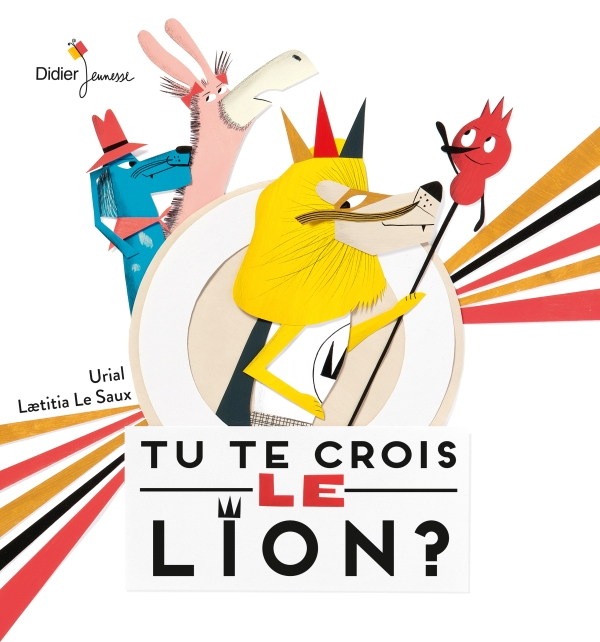 Didier Jeunesse
Urial
Lætitia Le Saux
TU TE CROIS
LE
LION?